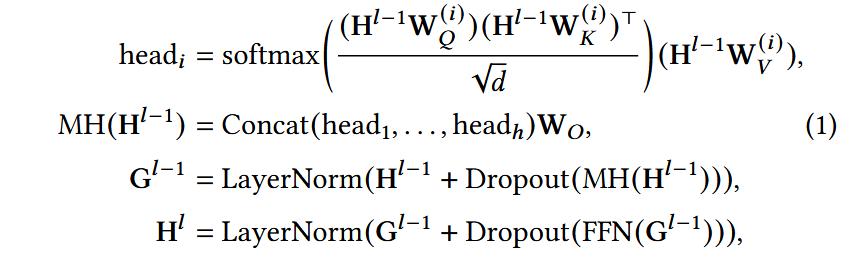 head_i = softmax( (H^{l−1}W_Q^{(i)})(H^{l−1}W_K^{(i)})^⊤ / √d ) (H^{l−1}W_V^{(i)}),
MH(H^{l−1}) = Concat(head_1, . . . , head_h)W_O, (1)
G^{l−1} = LayerNorm(H^{l−1} + Dropout(MH(H^{l−1}))),
H^l = LayerNorm(G^{l−1} + Dropout(FFN(G^{l−1}))),